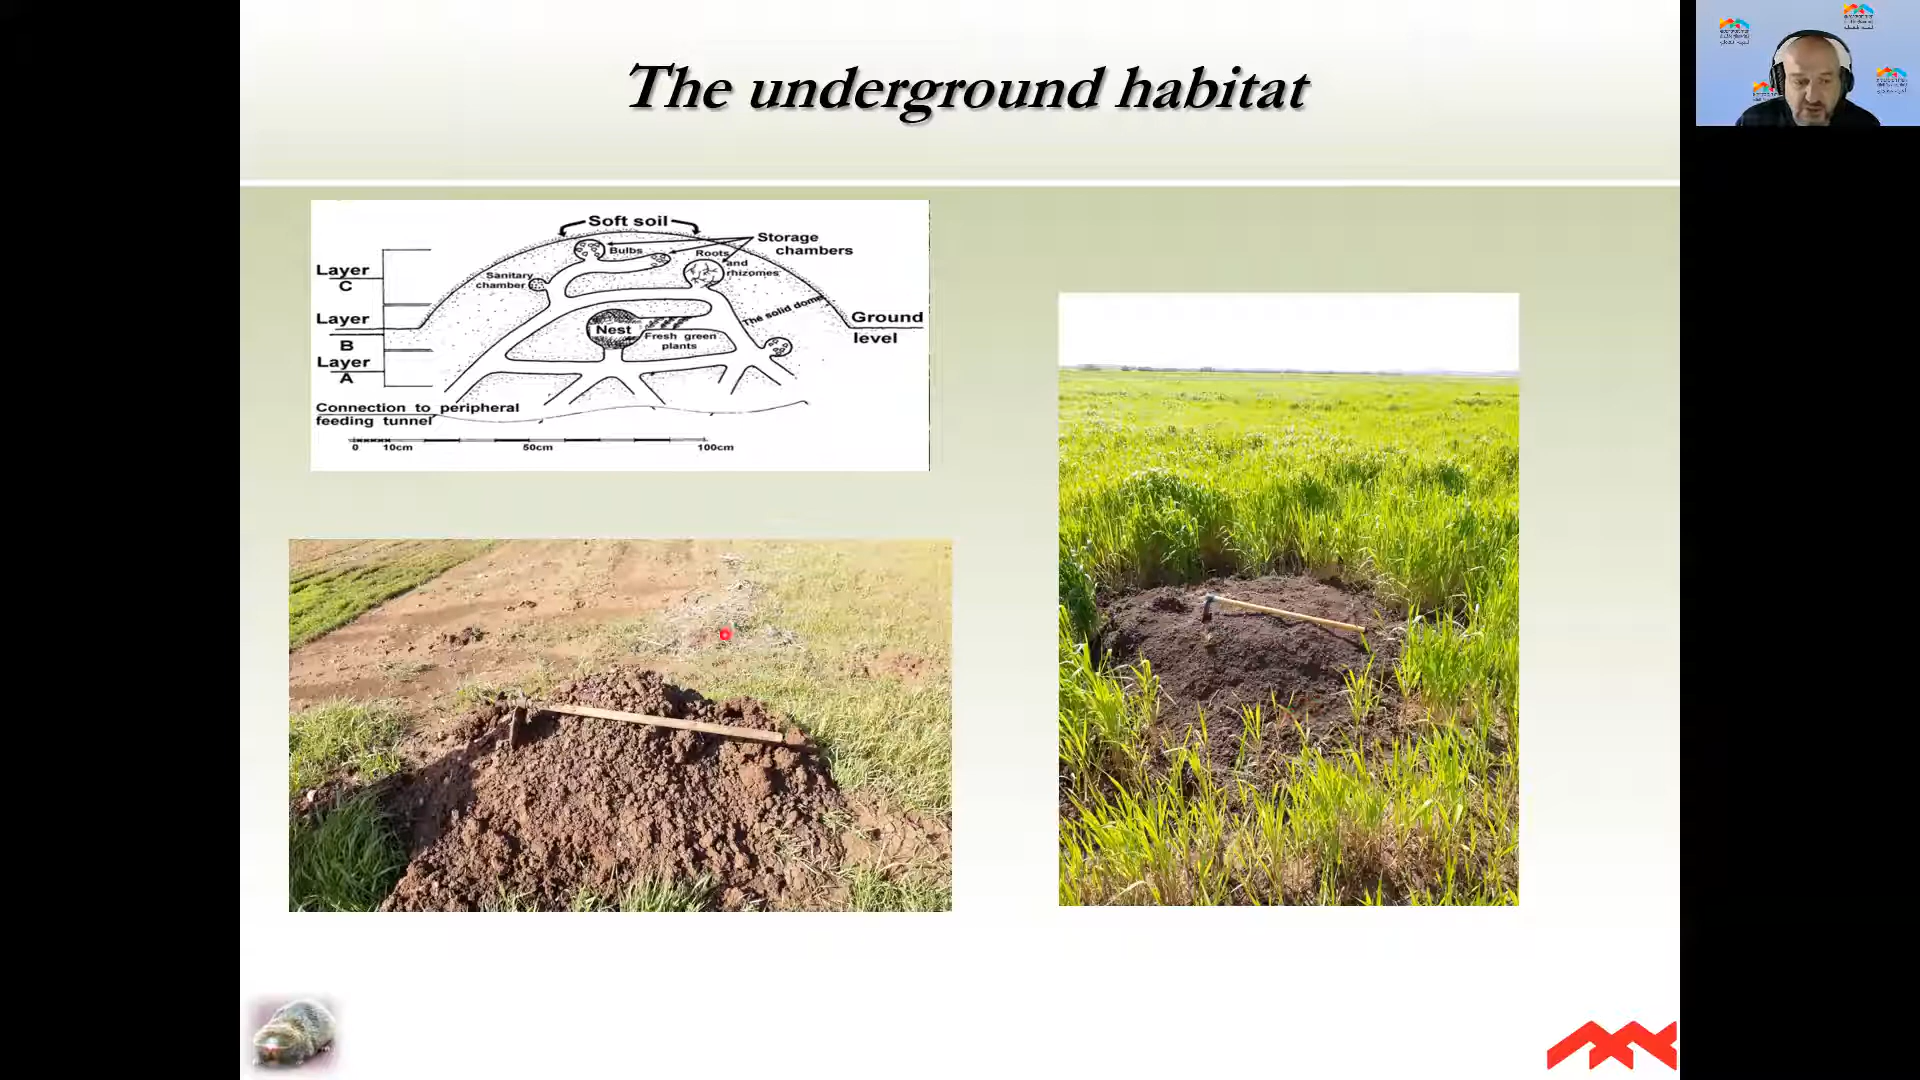 The underground habitat
Soft soil
Storage
chambers
Bulbs
Roots
and
rhizomes
Sanitary
chamber
Layer
C
The solid dome
Ground
level
Layer
B
Nest
Fresh green
plants
Layer
A
Connection to peripheral
feeding tunnel
0 10cm 50cm 100cm